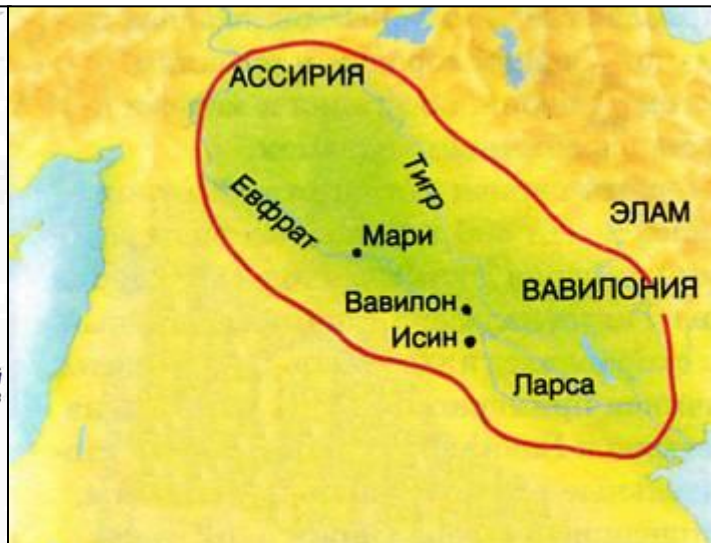 АССИРИЯ
Тигр
Евфрат
ЭЛАМ
Мари
ВАВИЛОНИЯ
Вавилон
Исин
Ларса